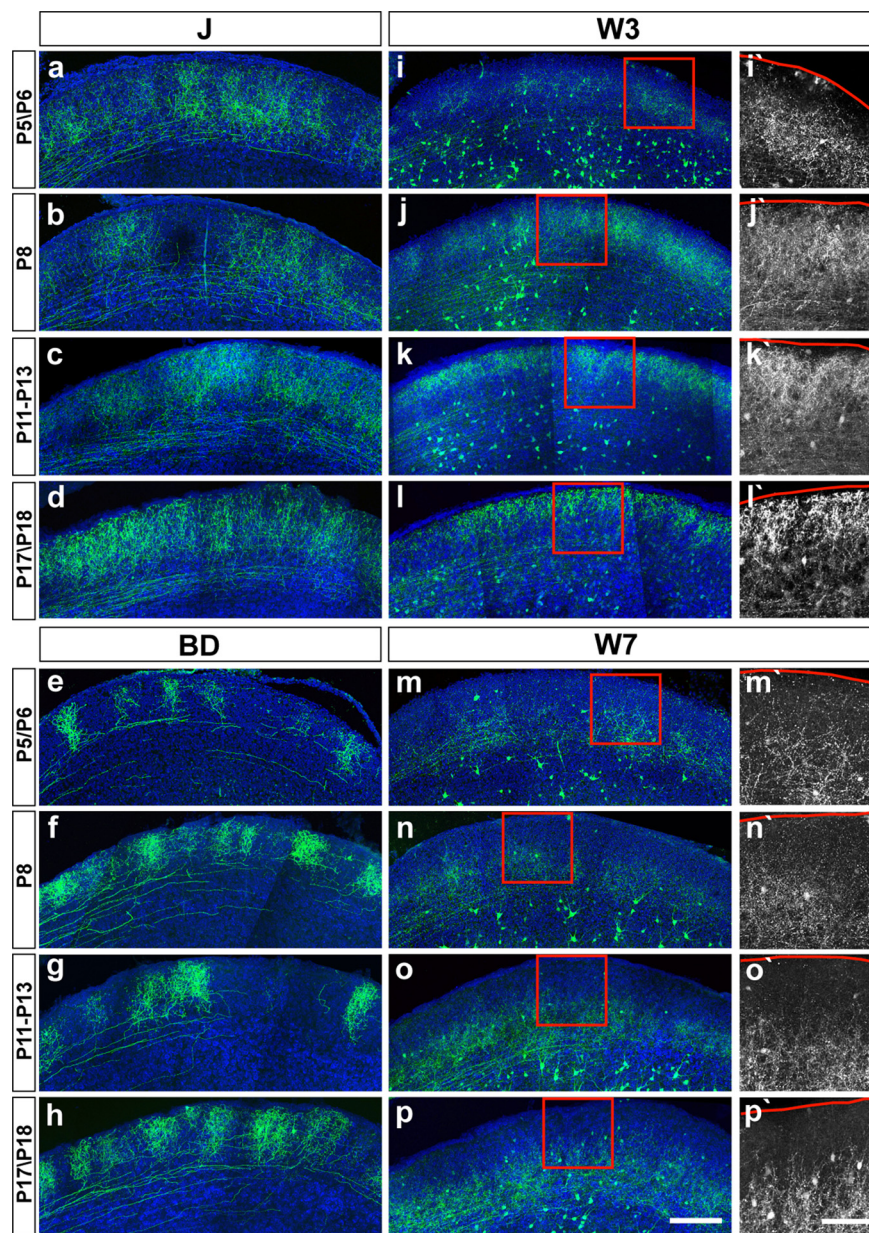 J W3
P5\P6 a i i`
P8 b j j`
P11-P13 c k k`
P17\P18 d l l`
BD W7
P5/P6 e m m`
P8 f n n`
P11-P13 g o o`
P17\P18 h p p`